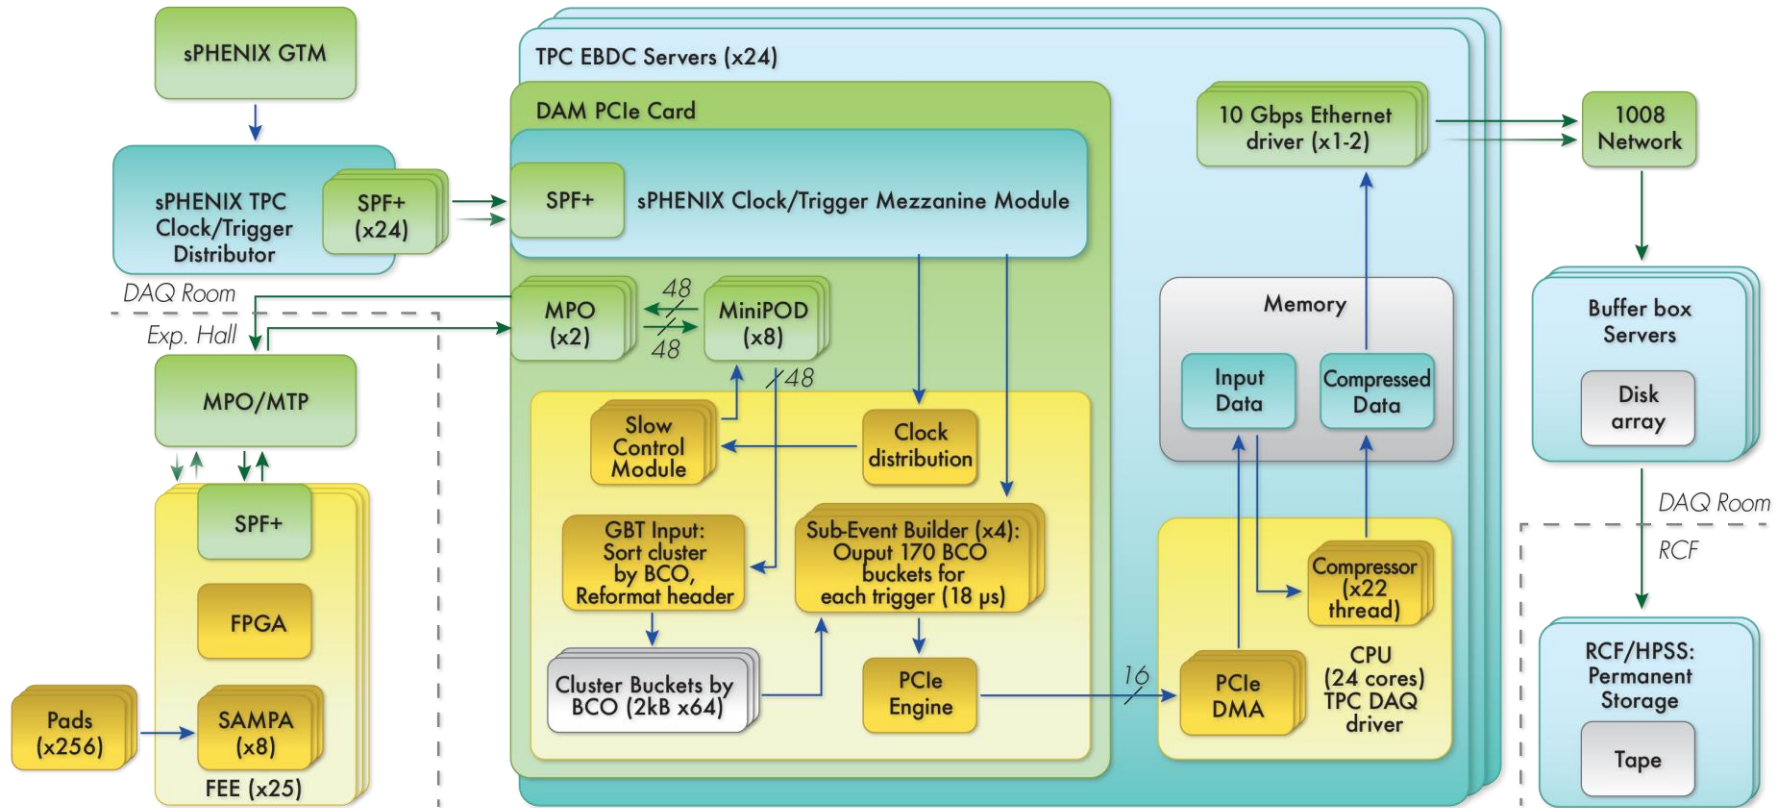 sPHENIX GTM
sPHENIX TPC
Clock/Trigger
Distributor
SPF+
(x24)
DAQ Room
Exp. Hall
MPO/MTP
SPF+
FPGA
Pads
(x256)
SAMPA
(x8)
FEE (x25)
TPC EBDC Servers (x24)
DAM PCIe Card
SPF+
sPHENIX Clock/Trigger Mezzanine Module
MPO
(x2)
48
48
MiniPOD
(x8)
48
Slow
Control
Module
Clock
distribution
GBT Input:
Sort cluster
by BCO,
Reformat header
Sub-Event Builder (x4):
Ouput 170 BCO
buckets for
each trigger (18 µs)
Cluster Buckets by
BCO (2kB x64)
PCIe
Engine
16
10 Gbps Ethernet
driver (x1-2)
Memory
Input
Data
Compressed
Data
Compressor
(x22
thread)
PCIe
DMA
CPU
(24 cores)
TPC DAQ
driver
1008
Network
Buffer box
Servers
Disk
array
DAQ Room
RCF
RCF/HPSS:
Permanent
Storage
Tape